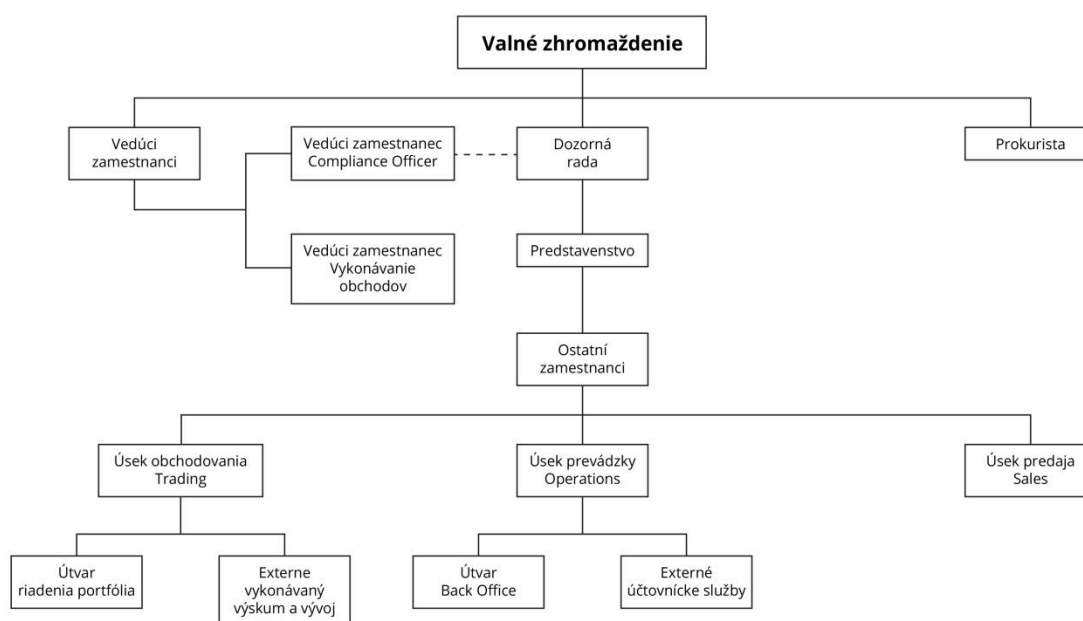 Valné zhromaždenie
Vedúci
zamestnanci
Vedúci zamestnanec
Compliance Officer
Dozorná
rada
Prokurista
Vedúci zamestnanec
Vykonávanie
obchodov
Predstavenstvo
Ostatní
zamestnanci
Úsek obchodovania
Trading
Úsek prevádzky
Operations
Úsek predaja
Sales
Útvar
riadenia portfólia
Externe
vykonávaný
výskum a vývoj
Útvar
Back Office
Externé
účtovnícke služby